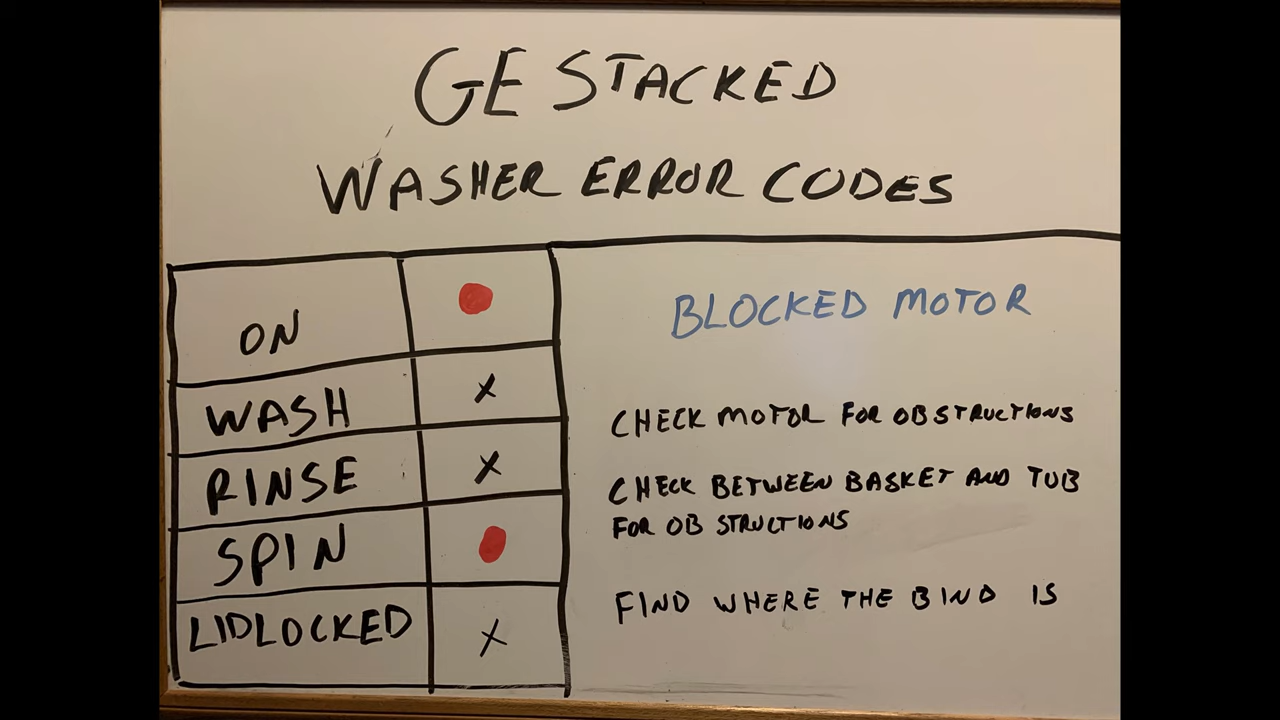 GE STACKED
WASHER ERROR CODES
ON
WASH X
RINSE X
SPIN
LIDLOCKED X
BLOCKED MOTOR
CHECK MOTOR FOR OBSTRUCTIONS
CHECK BETWEEN BASKET AND TUB
FOR OBSTRUCTIONS
FIND WHERE THE BIND IS